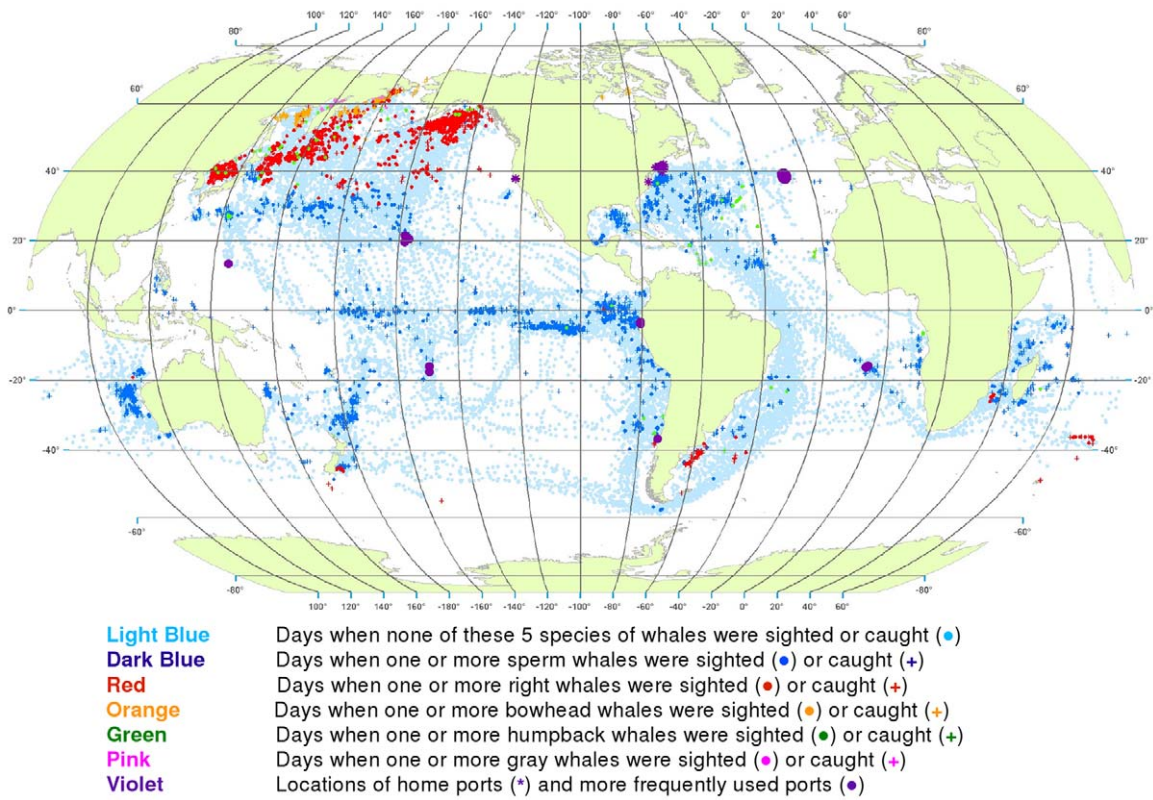 100° 120° 140° 160° 180° -160° -140° -120° -100° -80° -60° -40° -20° 0° 20° 40° 60°
80° 80°
60° 60°
40° 40°
20° 20°
0° 0°
-20° -20°
-40° -40°
-60° -60°
-80° -80°
100° 120° 140° 160° -180° -160° -140° -120° -100° -80° -60° -40° -20° 0° 20° 40° 60°
Light Blue Days when none of these 5 species of whales were sighted or caught (●)
Dark Blue Days when one or more sperm whales were sighted (●) or caught (+)
Red Days when one or more right whales were sighted (●) or caught (+)
Orange Days when one or more bowhead whales were sighted (●) or caught (+)
Green Days when one or more humpback whales were sighted (●) or caught (+)
Pink Days when one or more gray whales were sighted (●) or caught (+)
Violet Locations of home ports (*) and more frequently used ports (●)